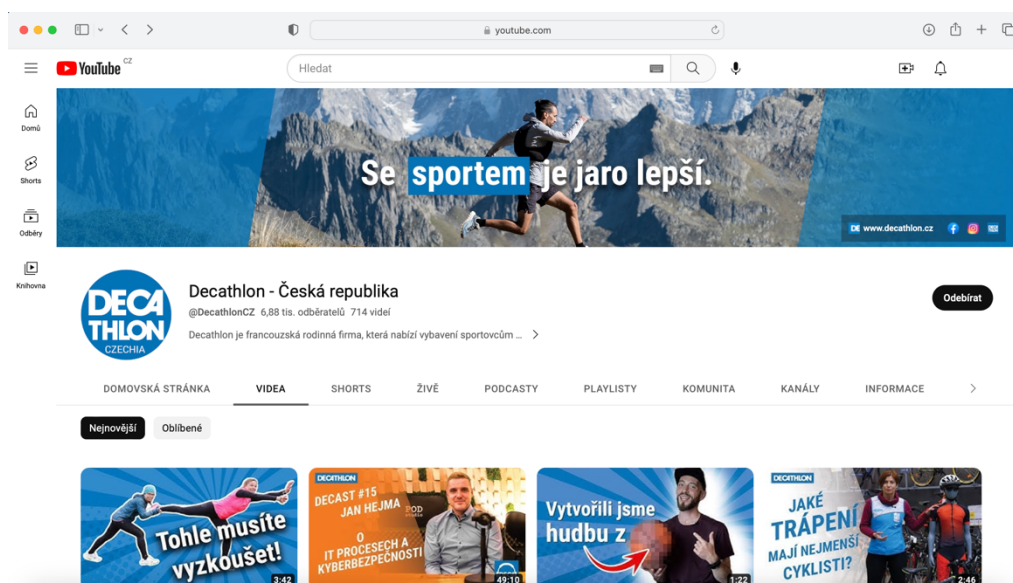 youtube.com
YouTube CZ
Hledat
Domů
Shorts
Odběry
Knihovna
Se sportem je jaro lepší.
www.decathlon.cz
DECA
THLON
CZECHIA
Decathlon - Česká republika
@DecathlonCZ 6,88 tis. odběratelů 714 videí
Decathlon je francouzská rodinná firma, která nabízí vybavení sportovcům ...
Odebírat
DOMOVSKÁ STRÁNKA VIDEA SHORTS ŽIVĚ PODCASTY PLAYLISTY KOMUNITA KANÁLY INFORMACE
Nejnovější Oblíbené
Tohle musíte
vyzkoušet!
3:42
DECATHLON
DECAST #15
JAN HEJMA
O
IT PROCESECH A
KYBERBEZPEČNOSTI
POD
49:10
Vytvořili jsme
hudbu z
1:22
DECATHLON
JAKÉ
TRÁPENÍ
MAJÍ NEJMENŠÍ
CYKLISTI?
2:46